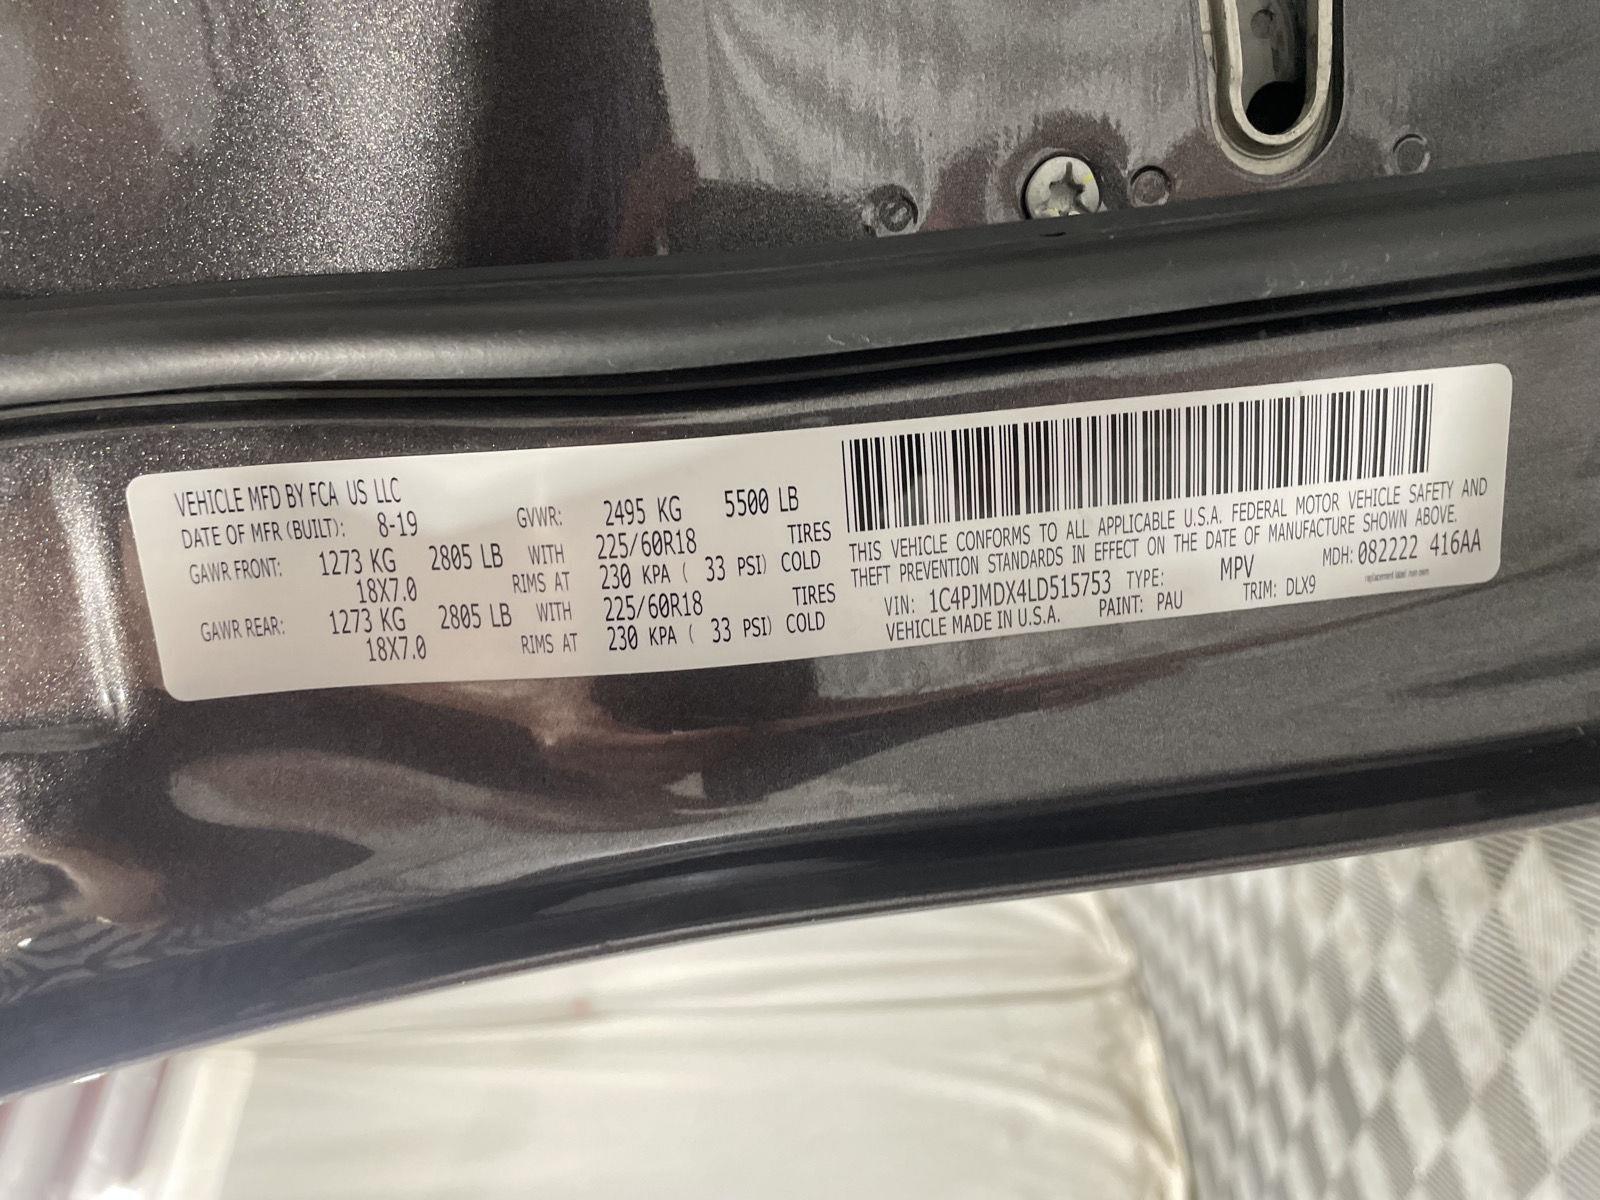 VEHICLE MFD BY FCA US LLC
DATE OF MFR (BUILT): 8-19 GVWR: 2495 KG 5500 LB
GAWR FRONT: 1273 KG 2805 LB WITH 225/60R18 TIRES
18X7.0 RIMS AT 230 KPA ( 33 PSI) COLD
GAWR REAR: 1273 KG 2805 LB WITH 225/60R18 TIRES
18X7.0 RIMS AT 230 KPA ( 33 PSI) COLD
THIS VEHICLE CONFORMS TO ALL APPLICABLE U.S.A. FEDERAL MOTOR VEHICLE SAFETY AND
THEFT PREVENTION STANDARDS IN EFFECT ON THE DATE OF MANUFACTURE SHOWN ABOVE.
VIN: 1C4PJMDX4LD515753 TYPE: MPV MDH: 082222 416AA
VEHICLE MADE IN U.S.A. PAINT: PAU TRIM: DLX9
replacement label